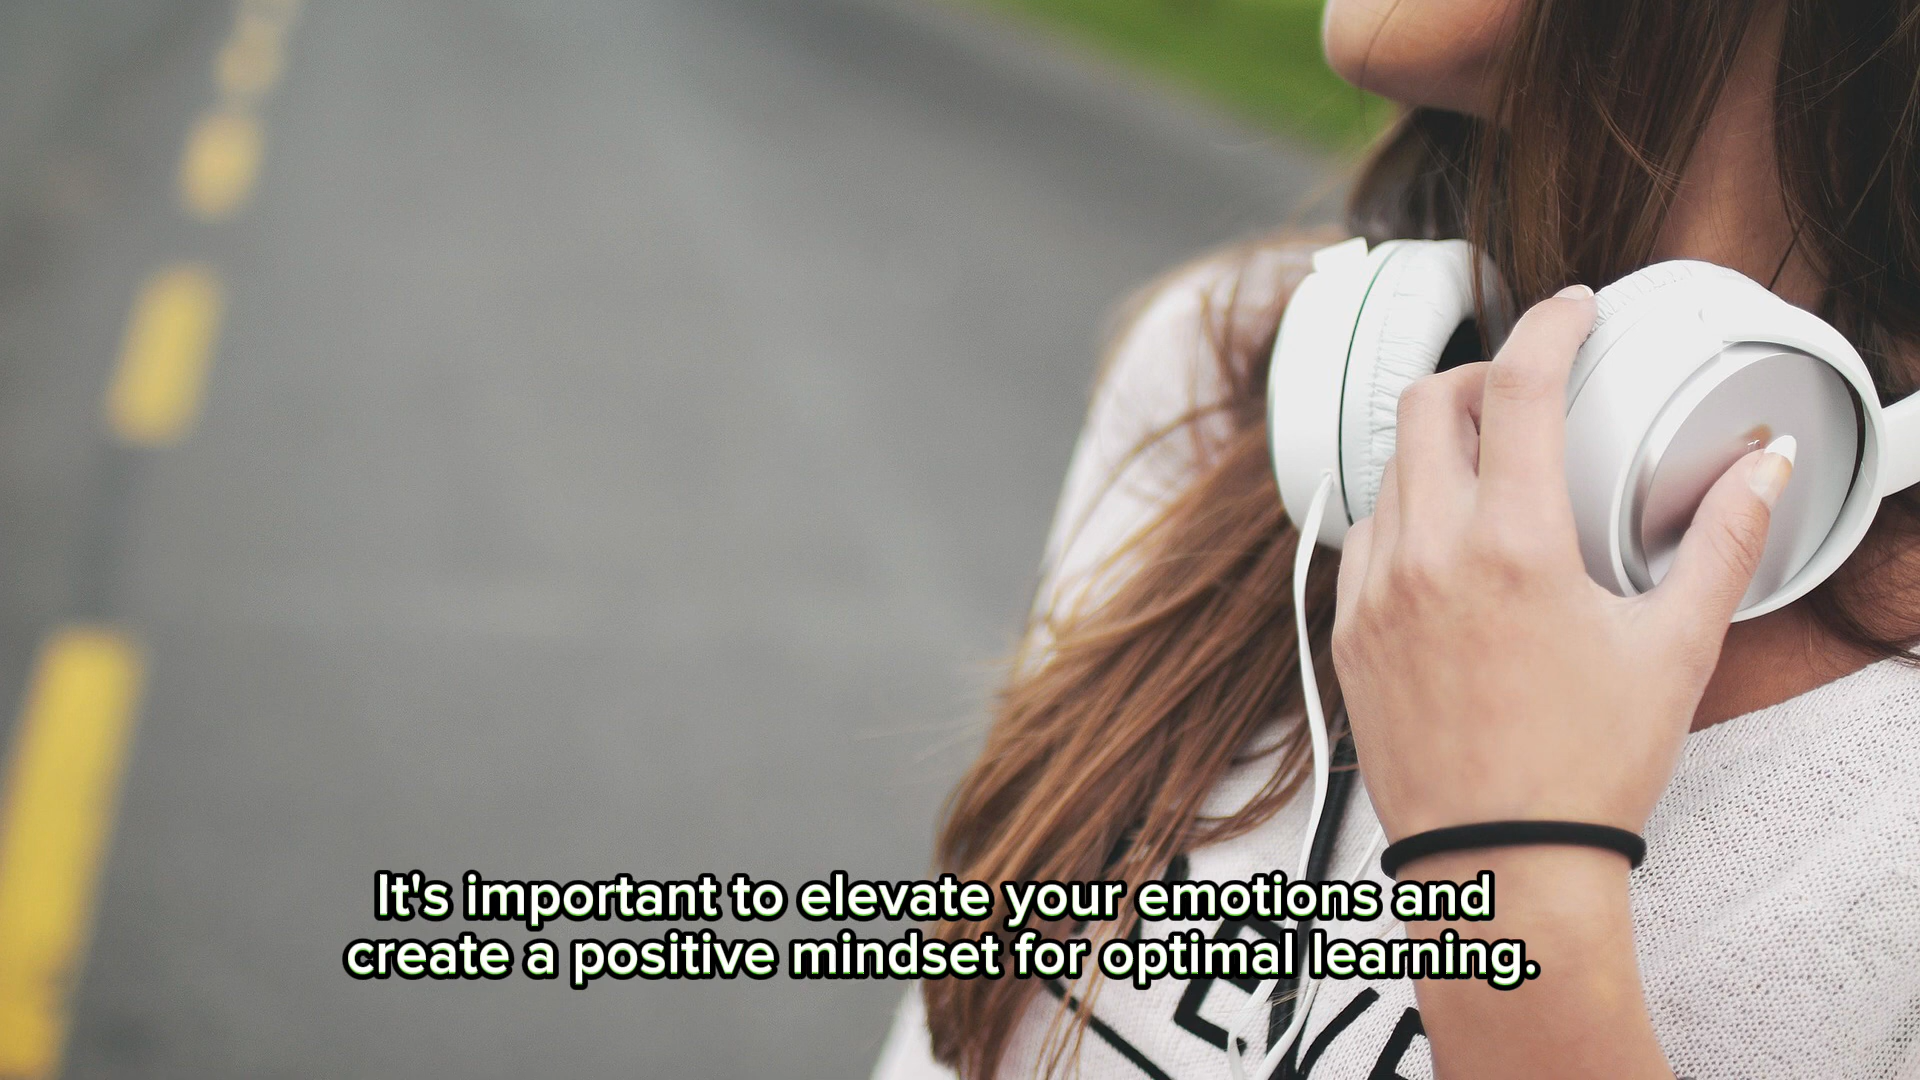 It's important to elevate your emotions and
create a positive mindset for optimal learning.